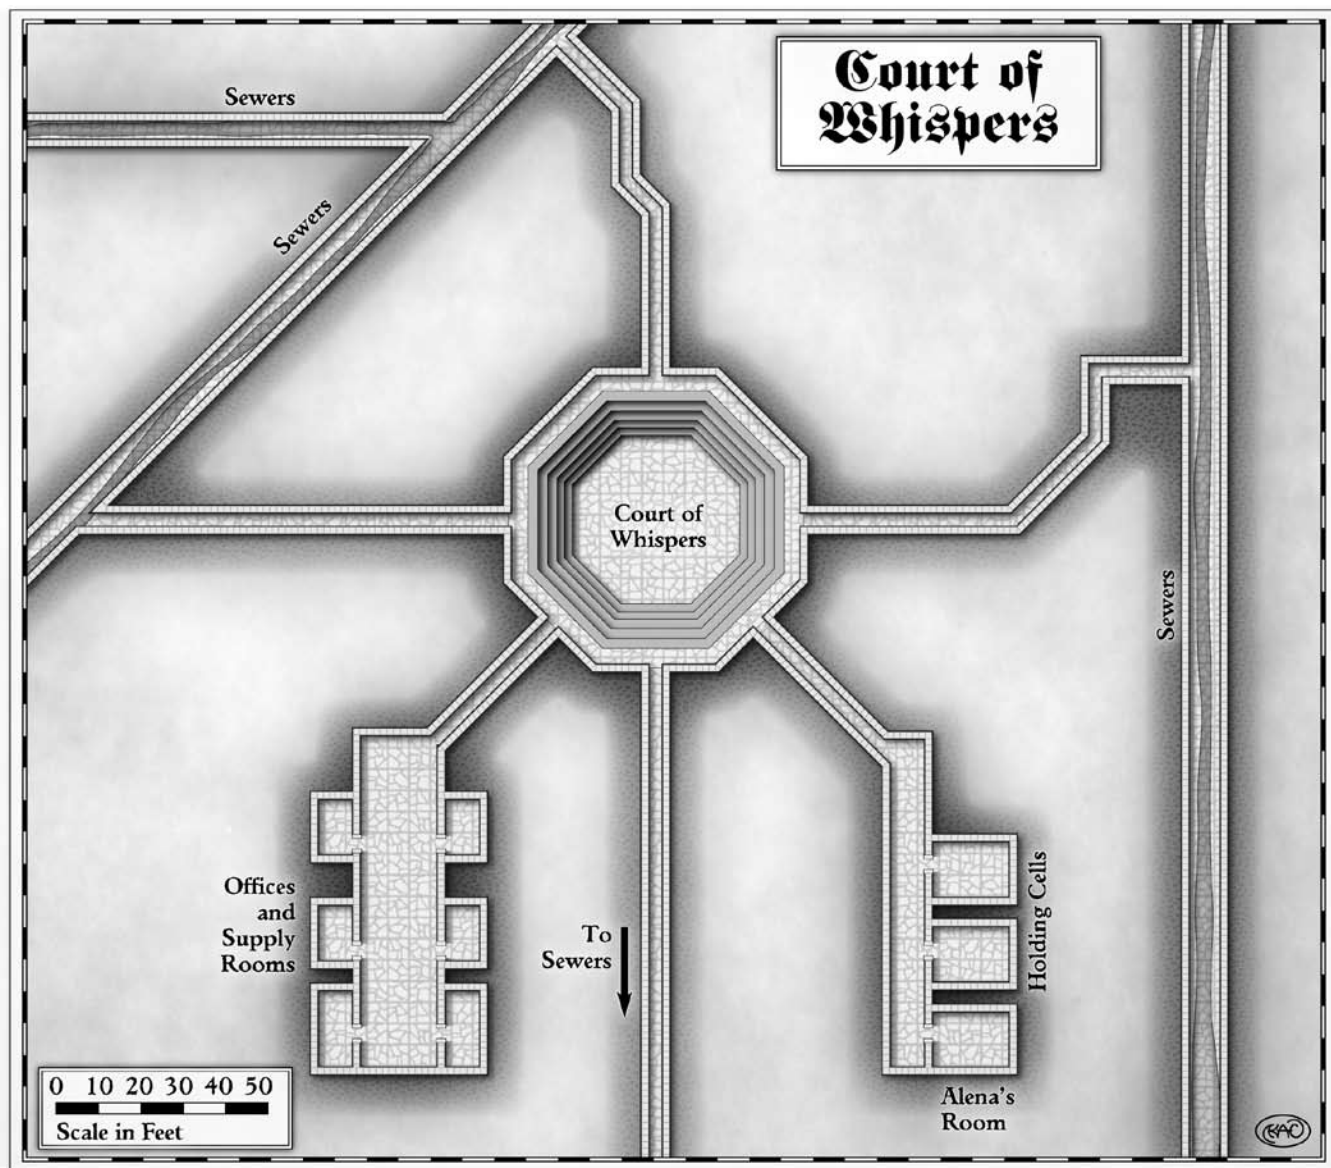 Court of
Whispers
Sewers
Sewers
Court of
Whispers
Sewers
Offices
and
Supply
Rooms
To
Sewers
Holding Cells
Alena's
Room
0 10 20 30 40 50
Scale in Feet